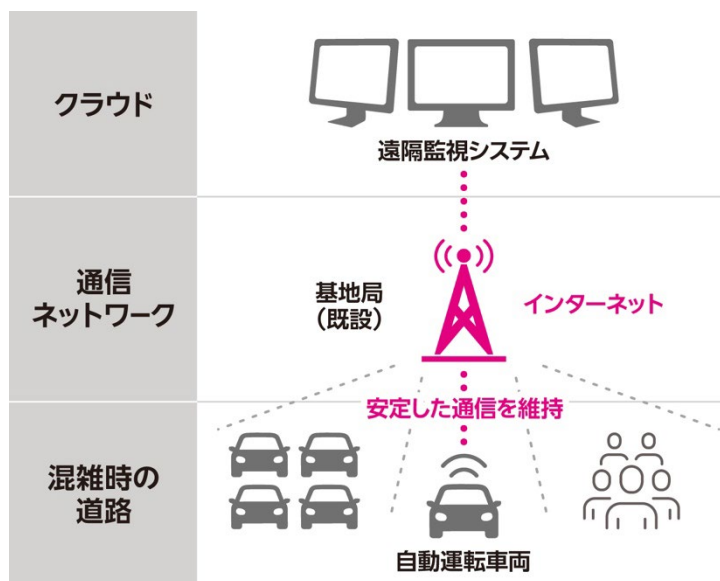 クラウド
遠隔監視システム
通信
ネットワーク
基地局
（既設）
インターネット
安定した通信を維持
混雑時の
道路
自動運転車両